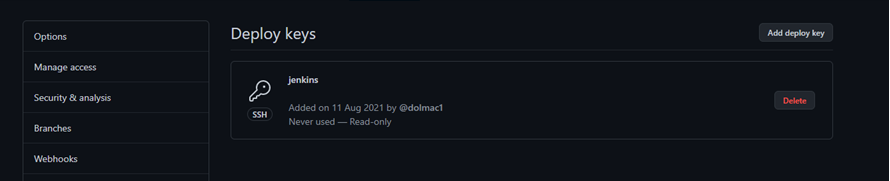 Options
Manage access
Security & analysis
Branches
Webhooks
Deploy keys
Add deploy key
jenkins
SSH
Added on 11 Aug 2021 by @dolmac1
Never used — Read-only
Delete